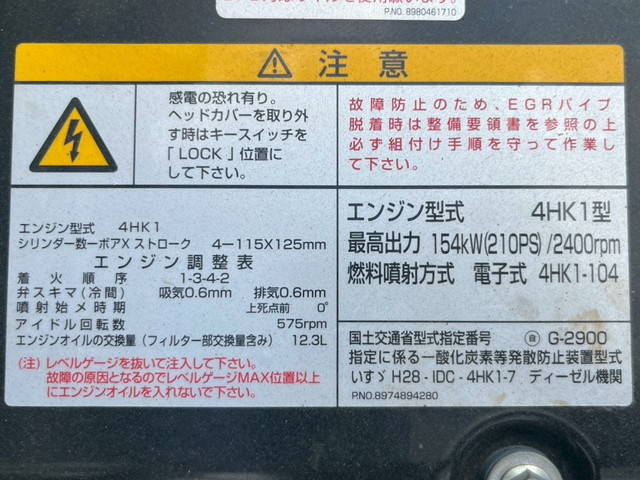 P.NO. 8980461710
注意
感電の恐れ有り。
ヘッドカバーを取り外
す時はキースイッチを
「LOCK」位置に
して下さい。
故障防止のため、EGRパイプ
脱着時は整備要領書を参照の上
必ず組付け手順を守って作業し
て下さい。
エンジン型式 4HK1
シリンダー数ーボアX ストローク 4ー115X125mm
エンジン調整表
着火順序 1-3-4-2
弁スキマ(冷間) 吸気0.6mm 排気0.6mm
噴射始メ時期 上死点前 0°
アイドル回転数 575rpm
エンジンオイルの交換量(フィルター部交換量含み) 12.3L
(注) レベルゲージを抜いて注入して下さい。
故障の原因となるのでレベルゲージMAX位置以上
にエンジンオイルを入れないで下さい。
エンジン型式 4HK1型
最高出力 154kW(210PS)/2400rpm
燃料噴射方式 電子式 4HK1-104
国土交通省型式指定番号 G-2900
指定に係る一酸化炭素等発散防止装置型式
いすゞ H28-IDC-4HK1-7 ディーゼル機関
P.NO.8974894280